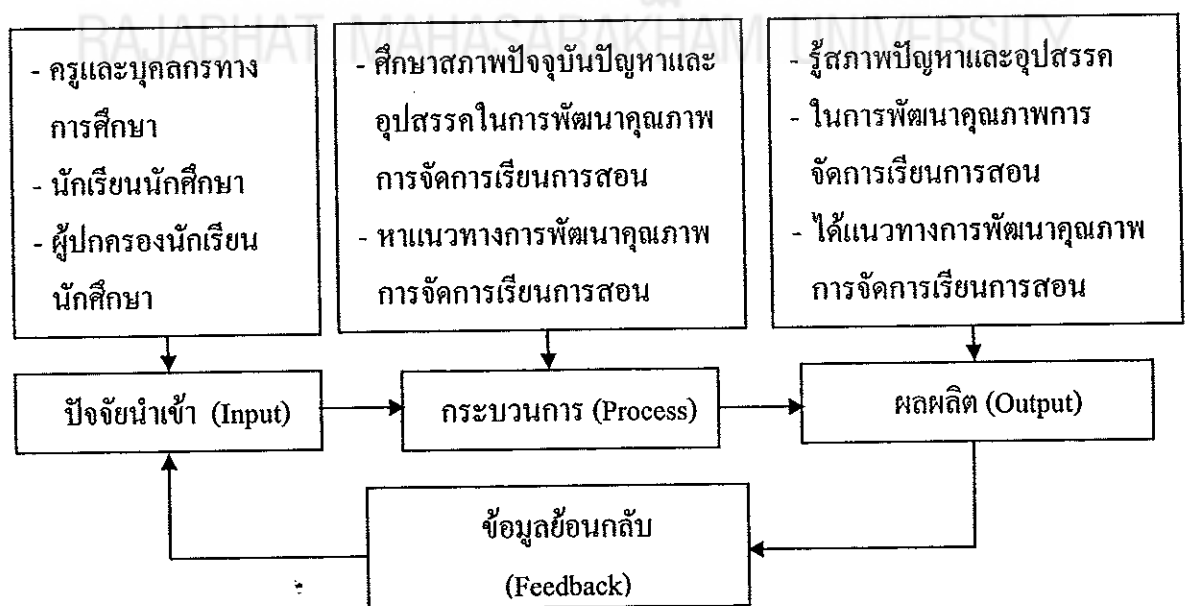 RAJABHAT MAHASARAKHAM UNIVERSITY
- ครูและบุคลกรทาง
การศึกษา
- นักเรียนนักศึกษา
- ผู้ปกครองนักเรียน
นักศึกษา
- ศึกษาสภาพปัจจุบันปัญหาและ
อุปสรรคในการพัฒนาคุณภาพ
การจัดการเรียนการสอน
- หาแนวทางการพัฒนาคุณภาพ
การจัดการเรียนการสอน
- รู้สภาพปัญหาและอุปสรรค
- ในการพัฒนาคุณภาพการ
จัดการเรียนการสอน
- ได้แนวทางการพัฒนาคุณภาพ
การจัดการเรียนการสอน
ปัจจัยนำเข้า (Input)
กระบวนการ (Process)
ผลผลิต (Output)
ข้อมูลย้อนกลับ
(Feedback)